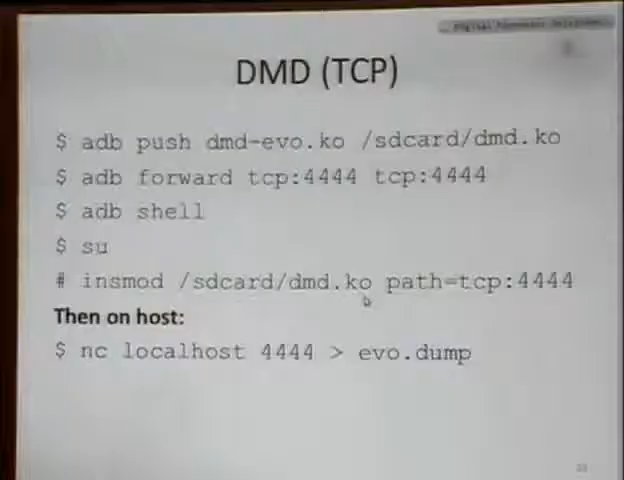 DMD (TCP)
$ adb push dmd-evo.ko /sdcard/dmd.ko
$ adb forward tcp:4444 tcp:4444
$ adb shell
$ su
# insmod /sdcard/dmd.ko path=tcp:4444
Then on host:
$ nc localhost 4444 > evo.dump